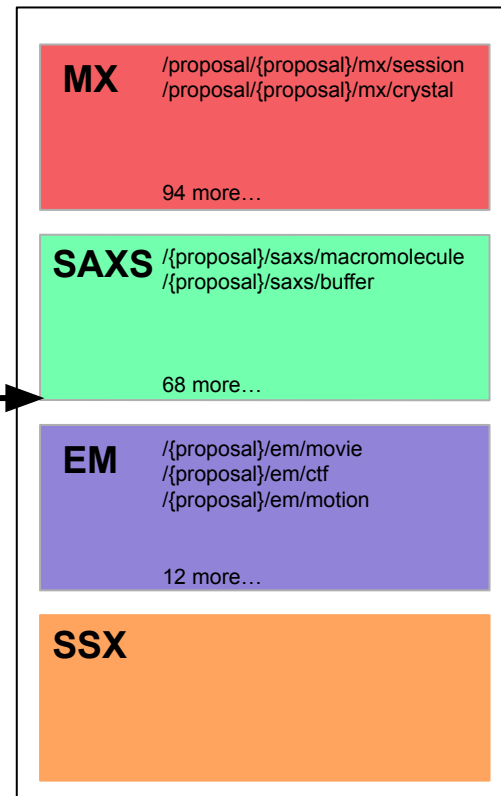 MX
/proposal/{proposal}/mx/session
/proposal/{proposal}/mx/crystal
94 more…
SAXS
/{proposal}/saxs/macromolecule
/{proposal}/saxs/buffer
68 more…
EM
/{proposal}/em/movie
/{proposal}/em/ctf
/{proposal}/em/motion
12 more…
SSX